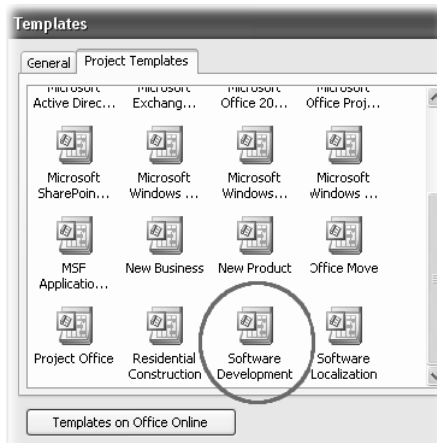 Templates
General Project Templates
Microsoft Microsoft Microsoft Microsoft
Active Direc... Exchang... Office 20... Office Proj...
Microsoft Microsoft Microsoft Microsoft
SharePoin... Windows ... Windows... Windows ...
MSF New Business New Product Office Move
Applicatio...
Project Office Residential Software Software
Construction Development Localization
Templates on Office Online